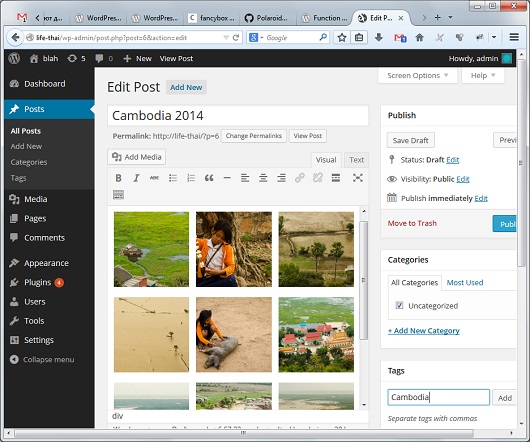 ‹ ют д... WordPres... WordPres... C fancybox ... Polaroid... Function ... Edit P...
life-thai/wp-admin/post.php?post=6&action=edit Google
blah 5 0 + New View Post Howdy, admin
Screen Options Help
Dashboard
Posts
All Posts
Add New
Categories
Tags
Media
Pages
Comments
Appearance
Plugins 4
Users
Tools
Settings
Collapse menu
Edit Post Add New
Cambodia 2014
Permalink: http://life-thai/?p=6 Change Permalinks View Post
Add Media Visual Text
B I ABC
div
Publish
Save Draft Previ
Status: Draft Edit
Visibility: Public Edit
Publish immediately Edit
Move to Trash Publ
Categories
All Categories Most Used
Uncategorized
+ Add New Category
Tags
Cambodia Add
Separate tags with commas